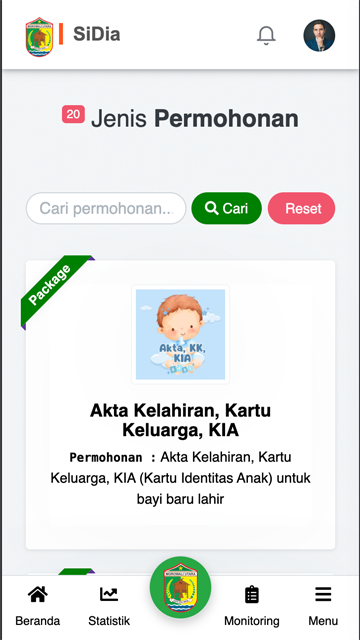 SiDia
20 Jenis Permohonan
Cari permohonan...
Cari
Reset
Package
Akta, KK,
KIA
Akta Kelahiran, Kartu
Keluarga, KIA
Permohonan : Akta Kelahiran, Kartu
Keluarga, KIA (Kartu Identitas Anak) untuk
bayi baru lahir
Beranda
Statistik
Monitoring
Menu